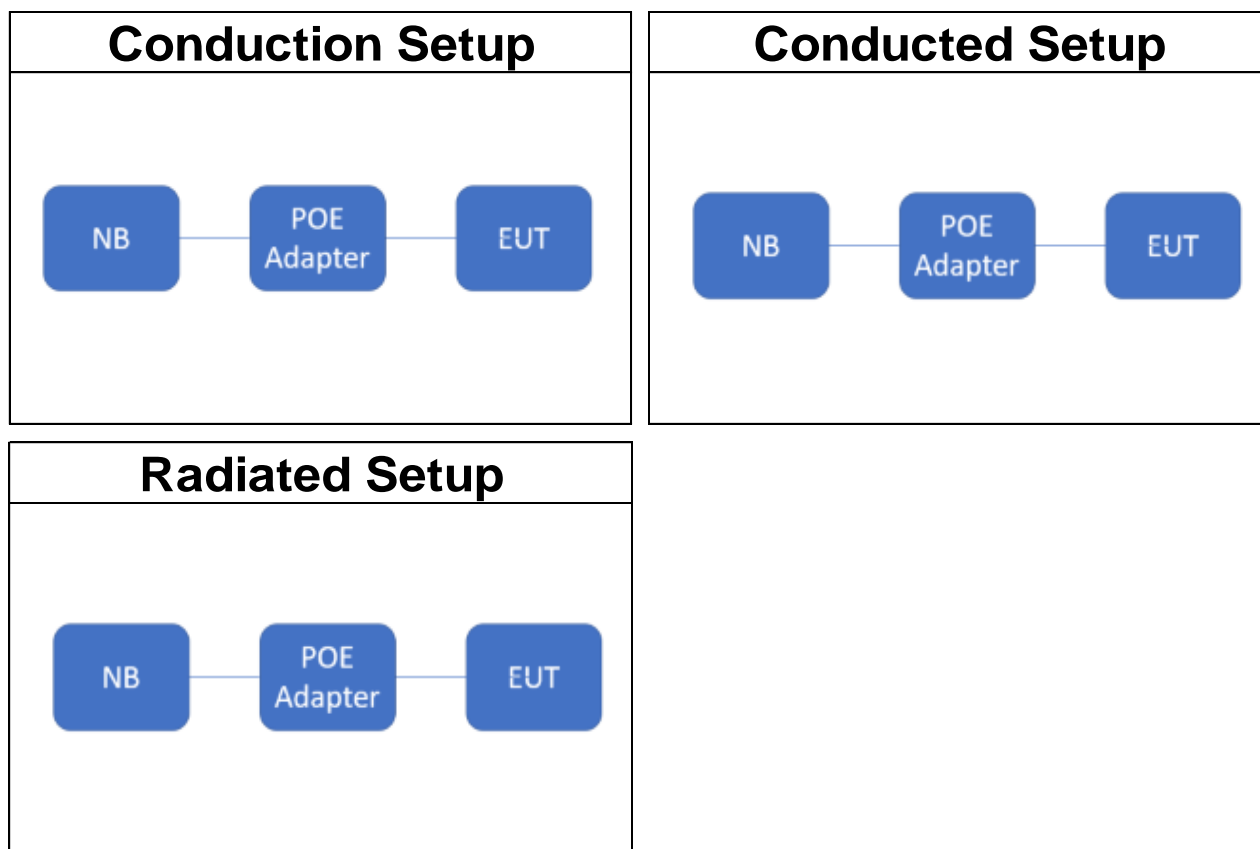 Conduction Setup
NB
POE
Adapter
EUT
Conducted Setup
NB
POE
Adapter
EUT
Radiated Setup
NB
POE
Adapter
EUT